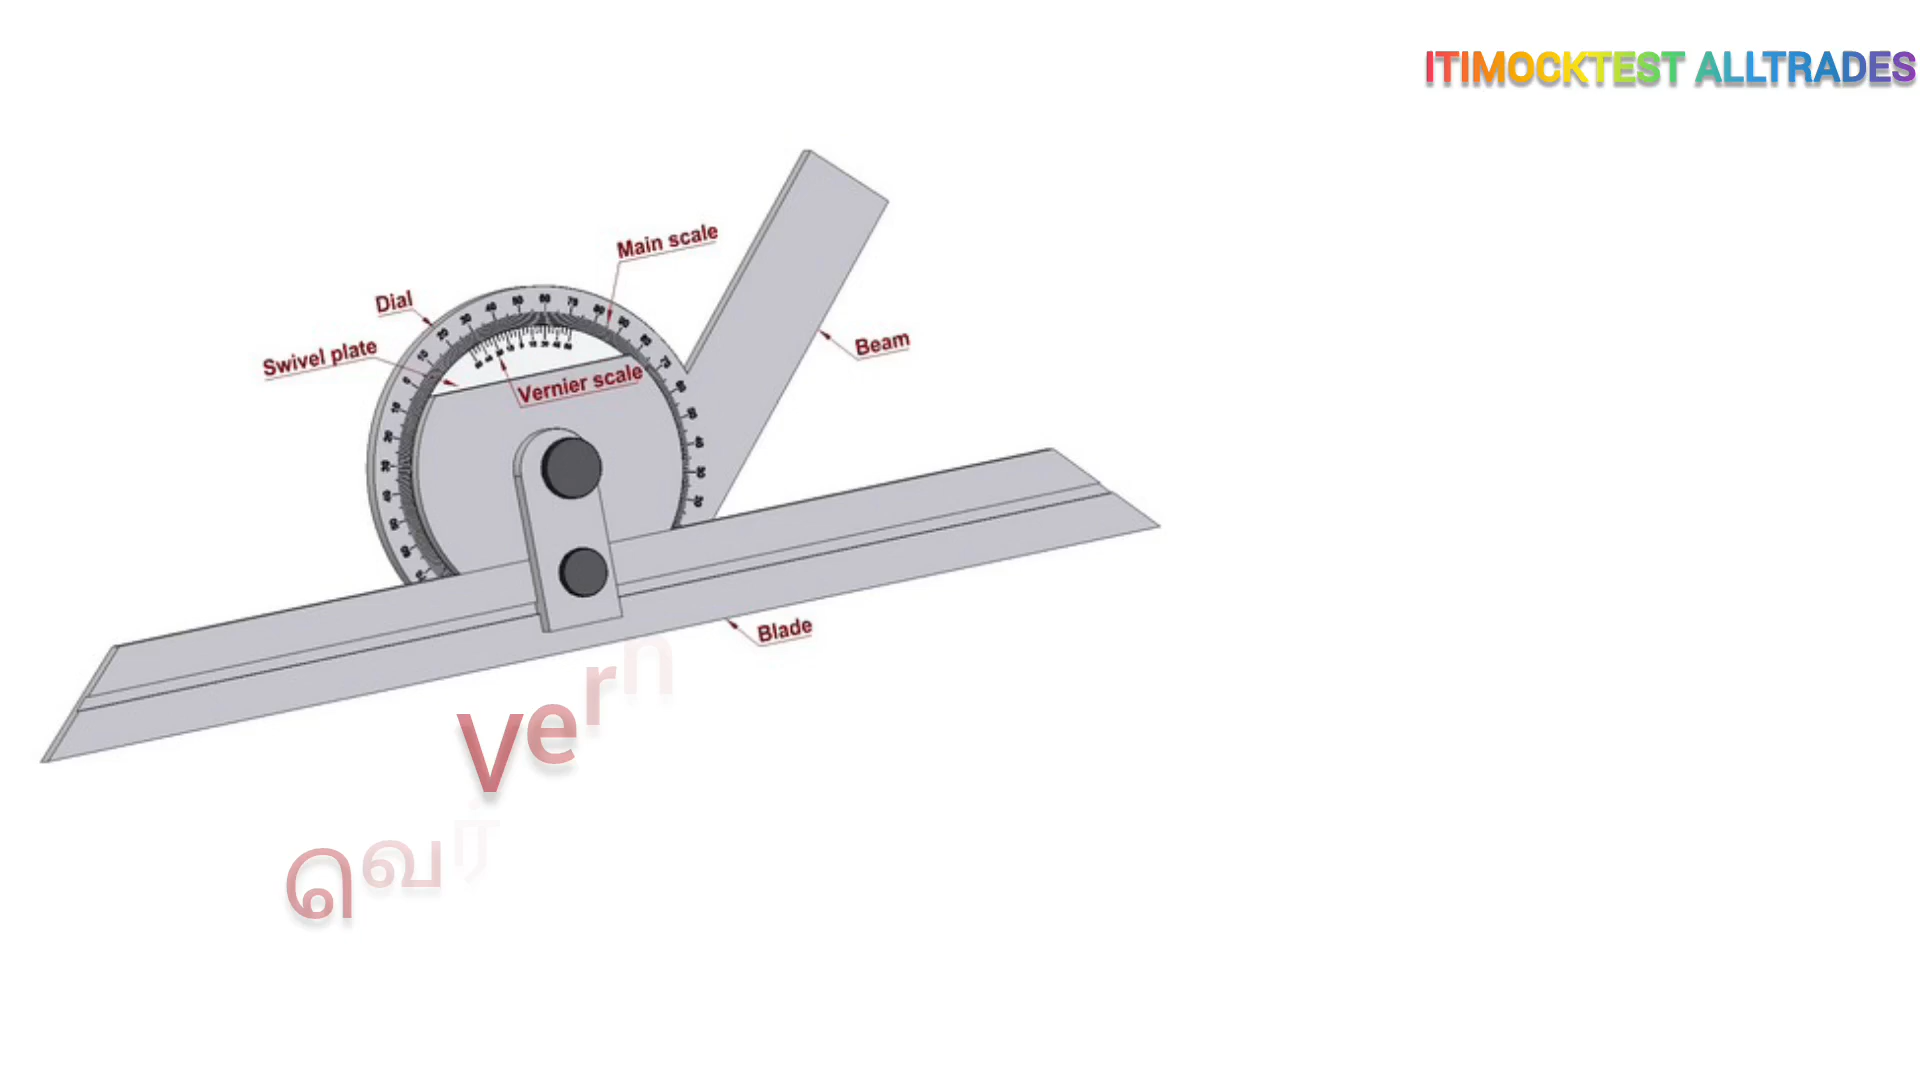 ITIMOCKTEST ALLTRADES
Main scale
Dial
Beam
Swivel plate
Vernier scale
Blade
Vern
வெர்